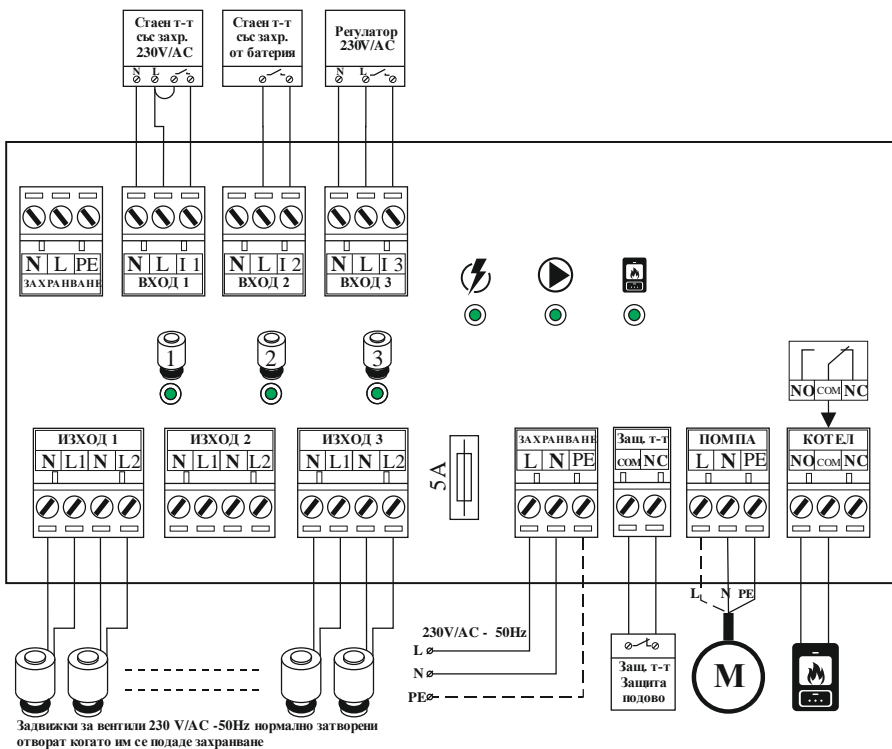 Стаен т-т
със захр.
230V/AC
N L
Стаен т-т
със захр.
от батерия
Регулатор
230V/AC
N L
N L PE
ЗАХРАНВАНЕ
N L I 1
ВХОД 1
N L I 2
ВХОД 2
N L I 3
ВХОД 3
1
2
3
NO COM NC
ИЗХОД 1
N L1 N L2
ИЗХОД 2
N L1 N L2
ИЗХОД 3
N L1 N L2
5A
ЗАХРАНВАНЕ
L N PE
Защ. т-т
COM NC
ПОМПА
L N PE
КОТЕЛ
NO COM NC
L N PE
230V/AC - 50Hz
L
N
PE
Защ. т-т
Защита
подово
M
Задвижки за вентили 230 V/AC -50Hz нормално затворени
отворят когато им се подаде захранване